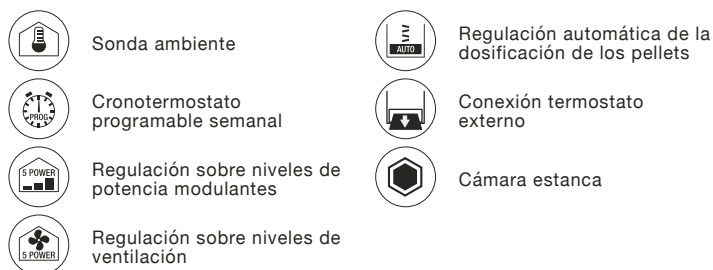 Sonda ambiente
PROG.
Cronotermostato
programable semanal
5 POWER
Regulación sobre niveles de
potencia modulantes
5 POWER
Regulación sobre niveles de
ventilación
AUTO
Regulación automática de la
dosificación de los pellets
Conexión termostato
externo
Cámara estanca